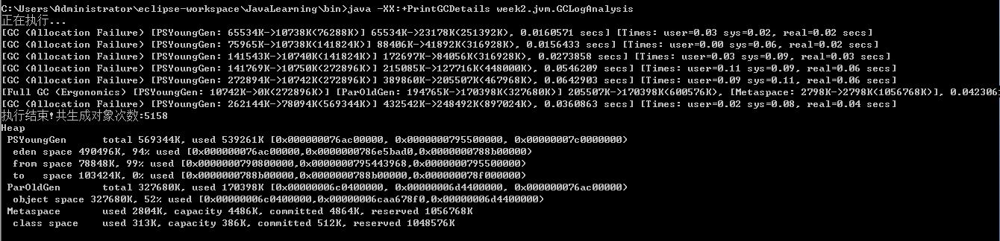 C:\Users\Administrator\eclipse-workspace\JavaLearning\bin>java -XX:+PrintGCDetails week2.jvm.GCLogAnalysis
正在执行...
[GC (Allocation Failure) [PSYoungGen: 65534K->10738K(76288K)] 65534K->23178K(251392K), 0.0160571 secs] [Times: user=0.03 sys=0.02, real=0.02 secs]
[GC (Allocation Failure) [PSYoungGen: 75965K->10738K(141824K)] 88406K->41892K(316928K), 0.0156433 secs] [Times: user=0.00 sys=0.06, real=0.02 secs]
[GC (Allocation Failure) [PSYoungGen: 141543K->10740K(141824K)] 172697K->84056K(316928K), 0.0273858 secs] [Times: user=0.03 sys=0.09, real=0.03 secs]
[GC (Allocation Failure) [PSYoungGen: 141769K->10750K(272896K)] 215085K->127716K(448000K), 0.0546209 secs] [Times: user=0.11 sys=0.09, real=0.06 secs]
[GC (Allocation Failure) [PSYoungGen: 272894K->10742K(272896K)] 389860K->205507K(467968K), 0.0642903 secs] [Times: user=0.09 sys=0.11, real=0.06 secs]
[Full GC (Ergonomics) [PSYoungGen: 10742K->0K(272896K)] [ParOldGen: 194765K->170398K(327680K)] 205507K->170398K(600576K), [Metaspace: 2798K->2798K(1056768K)], 0.042306
[GC (Allocation Failure) [PSYoungGen: 262144K->78094K(569344K)] 432542K->248492K(897024K), 0.0360863 secs] [Times: user=0.02 sys=0.08, real=0.04 secs]
执行结束!共生成对象次数:5158
Heap
 PSYoungGen      total 569344K, used 539261K [0x000000076ac00000, 0x0000000795500000, 0x00000007c0000000)
  eden space 490496K, 94% used [0x000000076ac00000,0x0000000786e5bad0,0x0000000788b00000)
  from space 78848K, 99% used [0x0000000790800000,0x0000000795443968,0x0000000795500000)
  to   space 103424K, 0% used [0x0000000788b00000,0x0000000788b00000,0x000000078f000000)
 ParOldGen       total 327680K, used 170398K [0x00000006c0400000, 0x00000006d4400000, 0x000000076ac00000)
  object space 327680K, 52% used [0x00000006c0400000,0x00000006caa678f0,0x00000006d4400000)
 Metaspace       used 2804K, capacity 4486K, committed 4864K, reserved 1056768K
  class space    used 313K, capacity 386K, committed 512K, reserved 1048576K